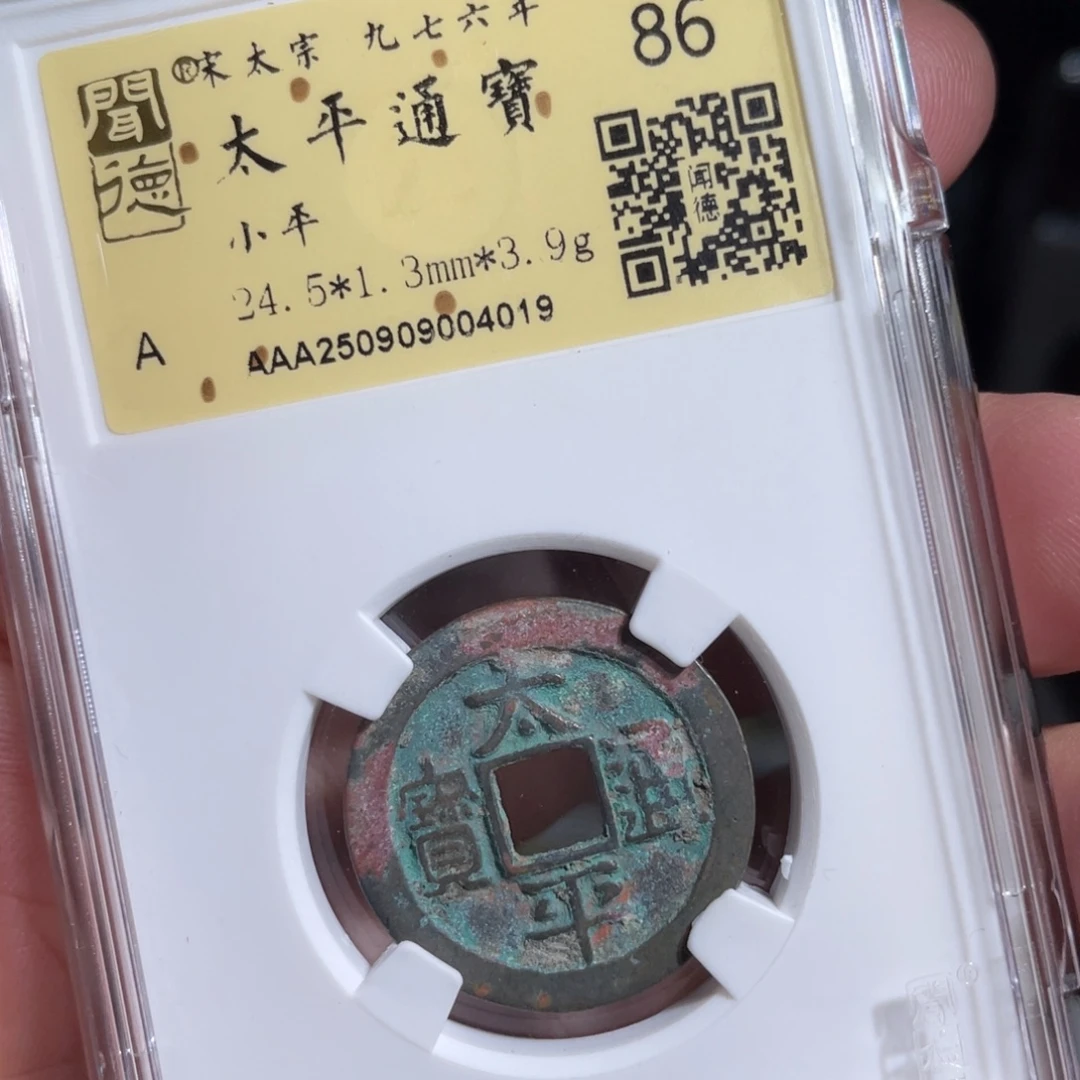 聞德
®宋太宗 九七六年
86
太平通寶
闻德
小平
24.5*1.3mm*3.9g
A
AAA250909004019
太平通寳